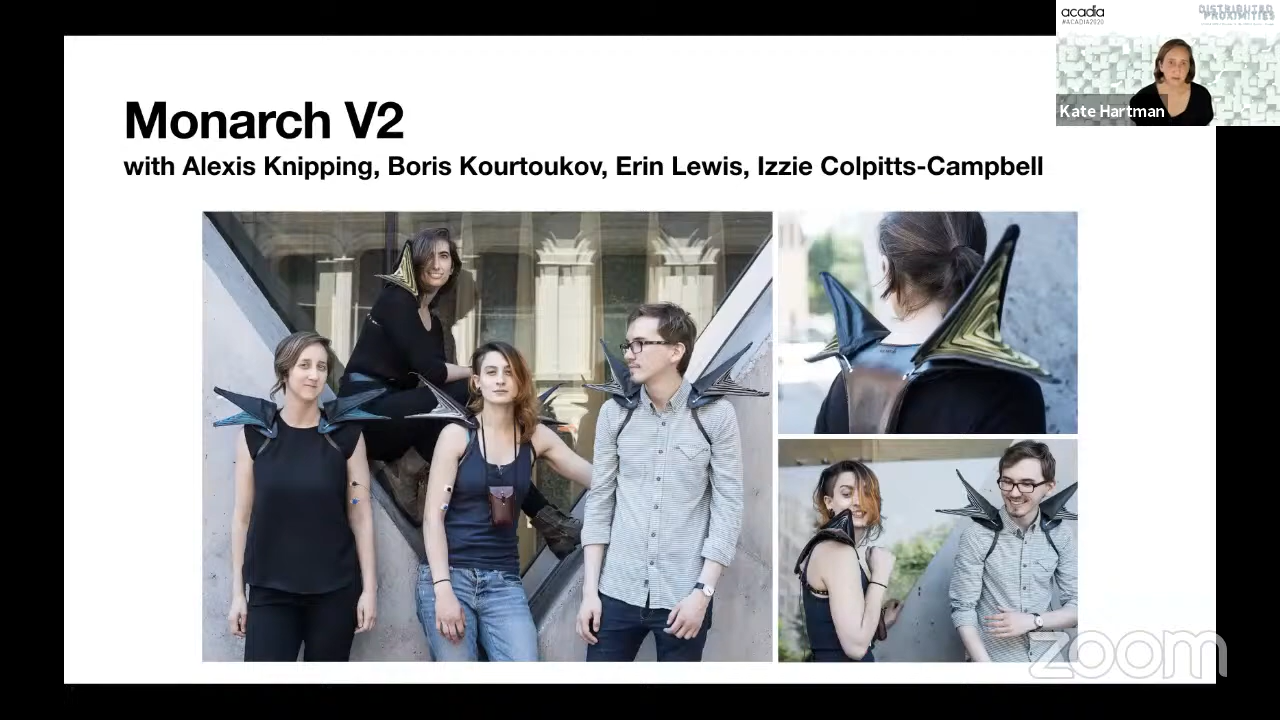 acadia
#ACADIA2020
DISTRIBUTED
PROXIMITIES
Kate Hartman
Monarch V2
with Alexis Knipping, Boris Kourtoukov, Erin Lewis, Izzie Colpitts-Campbell
zoom